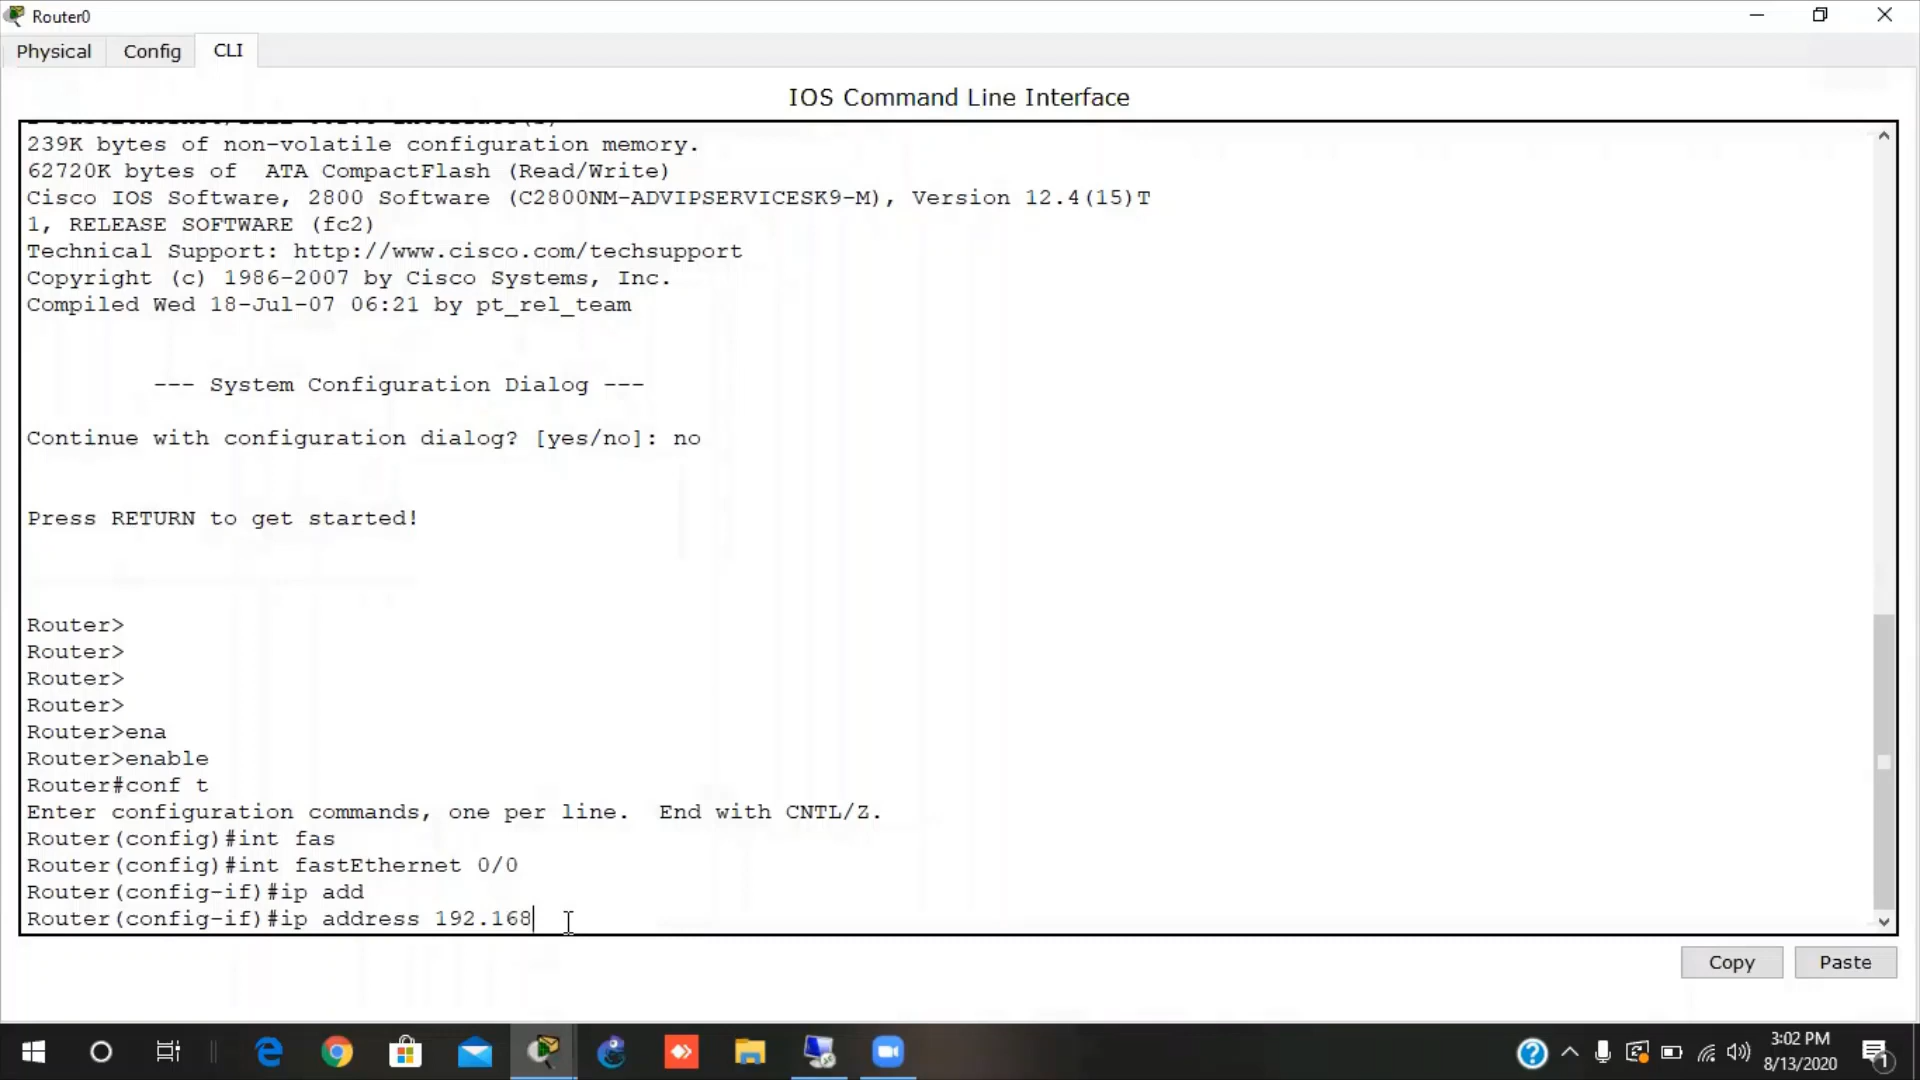 Router0
Physical Config CLI
IOS Command Line Interface
239K bytes of non-volatile configuration memory.
62720K bytes of  ATA CompactFlash (Read/Write)
Cisco IOS Software, 2800 Software (C2800NM-ADVIPSERVICESK9-M), Version 12.4(15)T
1, RELEASE SOFTWARE (fc2)
Technical Support: http://www.cisco.com/techsupport
Copyright (c) 1986-2007 by Cisco Systems, Inc.
Compiled Wed 18-Jul-07 06:21 by pt_rel_team
--- System Configuration Dialog ---
Continue with configuration dialog? [yes/no]: no
Press RETURN to get started!
Router>
Router>
Router>
Router>
Router>ena
Router>enable
Router#conf t
Enter configuration commands, one per line.  End with CNTL/Z.
Router(config)#int fas
Router(config)#int fastEthernet 0/0
Router(config-if)#ip add
Router(config-if)#ip address 192.168
Copy Paste
3:02 PM
8/13/2020
1